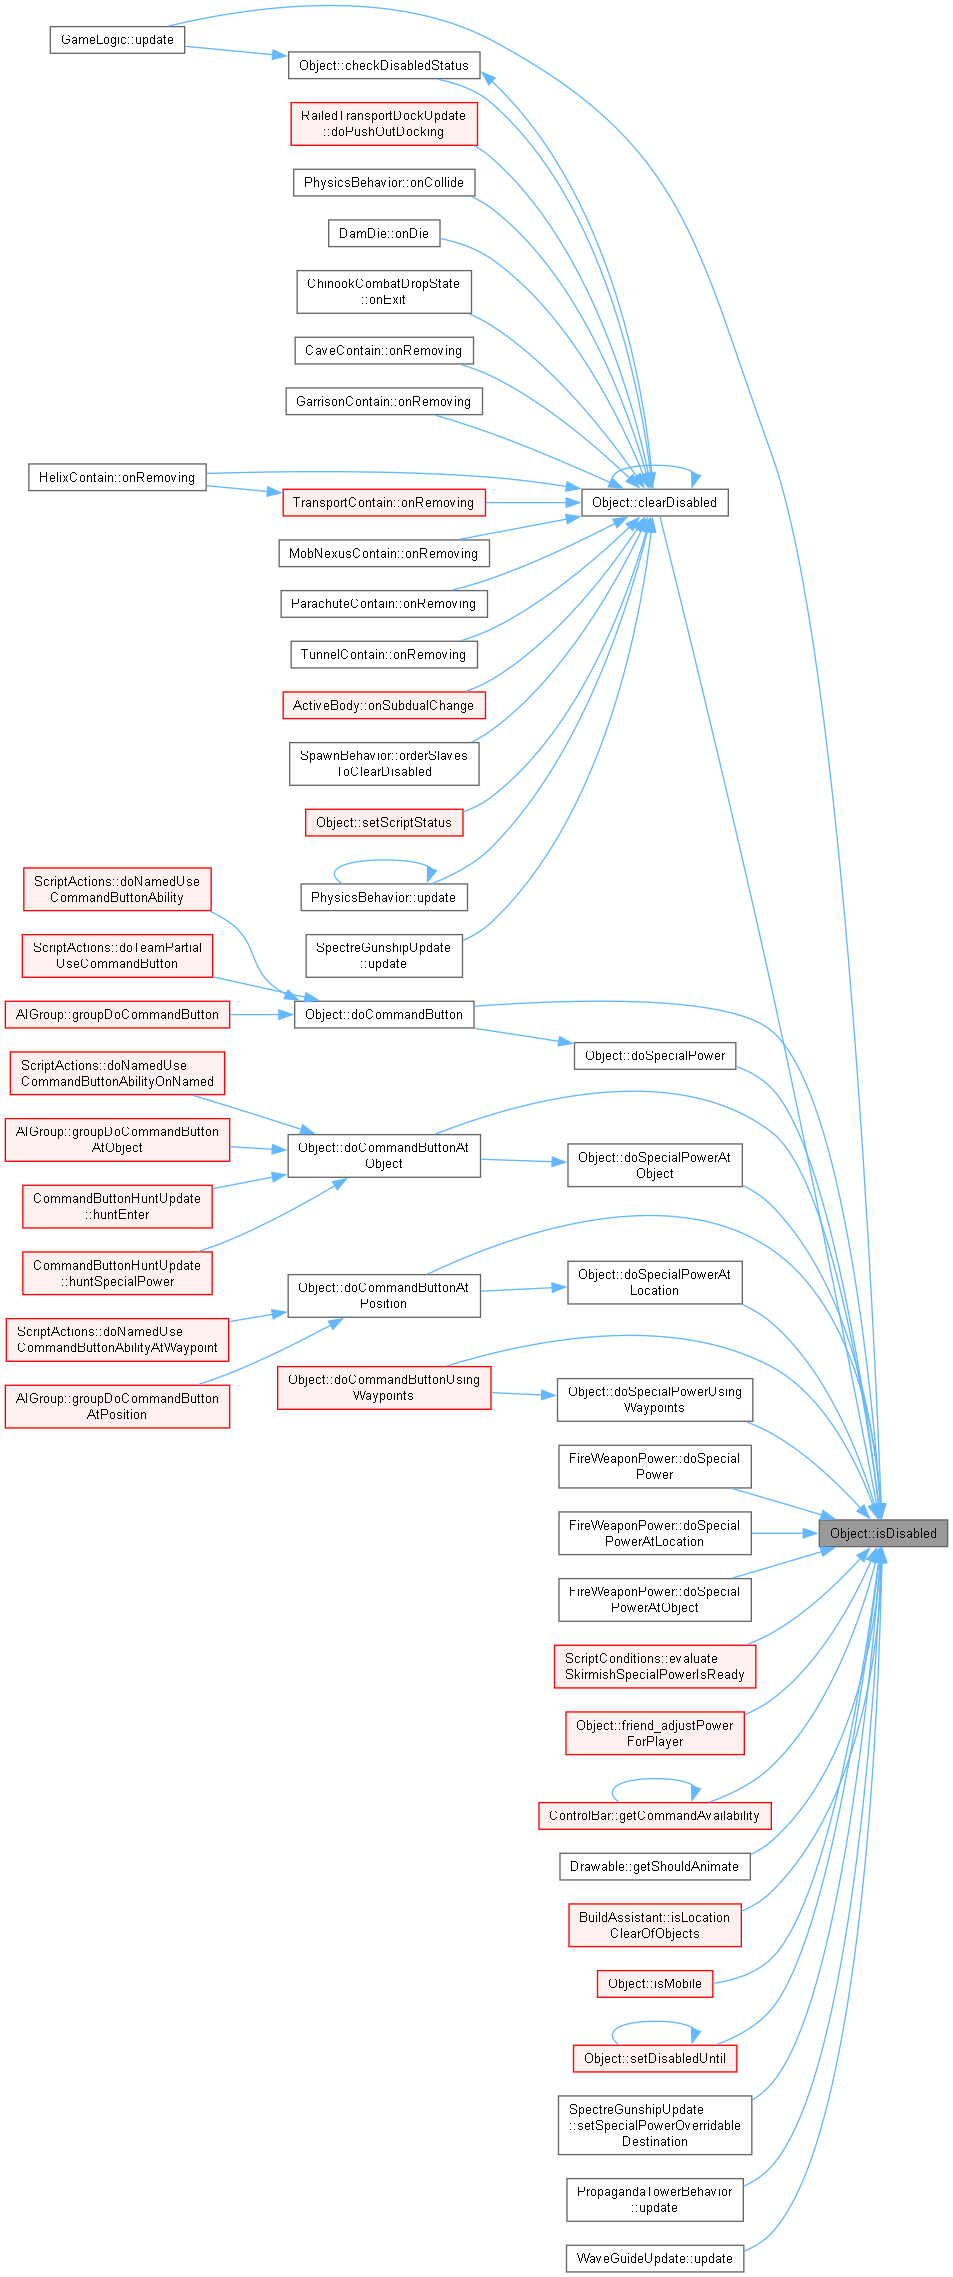 GameLogic::update
Object::checkDisabledStatus
RailedTransportDockUpdate
::doPushOutDocking
PhysicsBehavior::onCollide
DamDie::onDie
ChinookCombatDropState
::onExit
CaveContain::onRemoving
GarrisonContain::onRemoving
HelixContain::onRemoving
TransportContain::onRemoving
Object::clearDisabled
MobNexusContain::onRemoving
ParachuteContain::onRemoving
TunnelContain::onRemoving
ActiveBody::onSubdualChange
SpawnBehavior::orderSlaves
ToClearDisabled
Object::setScriptStatus
ScriptActions::doNamedUse
CommandButtonAbility
PhysicsBehavior::update
ScriptActions::doTeamPartial
UseCommandButton
SpectreGunshipUpdate
::update
AIGroup::groupDoCommandButton
Object::doCommandButton
Object::doSpecialPower
ScriptActions::doNamedUse
CommandButtonAbilityOnNamed
AIGroup::groupDoCommandButton
AtObject
Object::doCommandButtonAt
Object
Object::doSpecialPowerAt
Object
CommandButtonHuntUpdate
::huntEnter
CommandButtonHuntUpdate
::huntSpecialPower
Object::doCommandButtonAt
Position
Object::doSpecialPowerAt
Location
ScriptActions::doNamedUse
CommandButtonAbilityAtWaypoint
AIGroup::groupDoCommandButton
AtPosition
Object::doCommandButtonUsing
Waypoints
Object::doSpecialPowerUsing
Waypoints
FireWeaponPower::doSpecial
Power
FireWeaponPower::doSpecial
PowerAtLocation
Object::isDisabled
FireWeaponPower::doSpecial
PowerAtObject
ScriptConditions::evaluate
SkirmishSpecialPowerIsReady
Object::friend_adjustPower
ForPlayer
ControlBar::getCommandAvailability
Drawable::getShouldAnimate
BuildAssistant::isLocation
ClearOfObjects
Object::isMobile
Object::setDisabledUntil
SpectreGunshipUpdate
::setSpecialPowerOverridable
Destination
PropagandaTowerBehavior
::update
WaveGuideUpdate::update